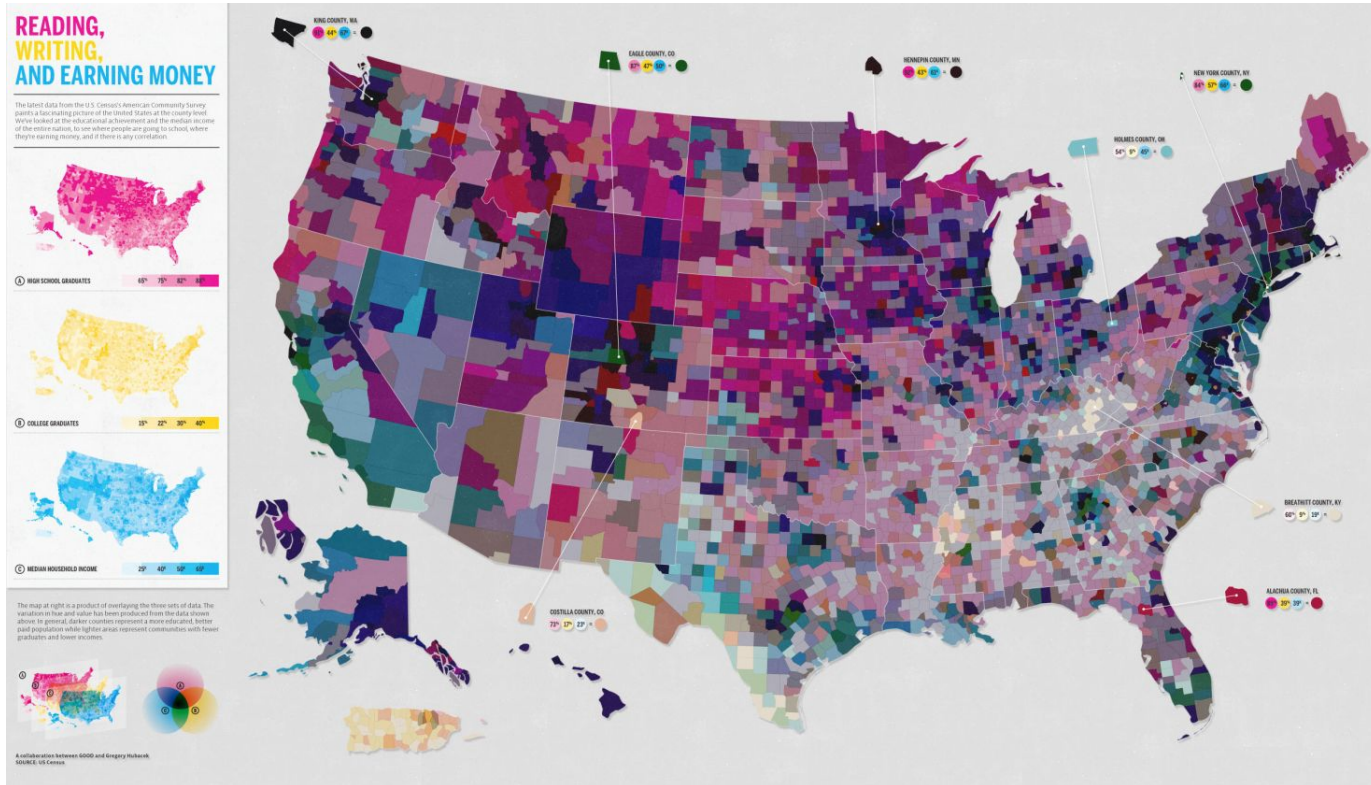 READING,
WRITING,
AND EARNING MONEY
The latest data from the U.S. Census's American Community Survey
paints a fascinating picture of the United States at the county level.
We've looked at the educational achievement and the median income
of the entire nation, to see where people are going to school, where
they're earning money, and if there is any correlation.
A HIGH SCHOOL GRADUATES 65% 75% 82%
B COLLEGE GRADUATES 15% 22% 30% 40%
C MEDIAN HOUSEHOLD INCOME
The map at right is a product of overlaying the three sets of data. The
variation in hue and value has been produced from the data shown
above. In general, darker counties represent a more educated, better
paid population while lighter areas represent communities with fewer
graduates and lower incomes.
A
B
C
A
C
B
A collaboration between GOOD and Gregory Hubacek
SOURCE: US Census
KING COUNTY, WA
EAGLE COUNTY, CO
HENNEPIN COUNTY, MN
NEW YORK COUNTY, NY
HOLMES COUNTY, OH
BREATHITT COUNTY, KY
ALACHUA COUNTY, FL
COSTILLA COUNTY, CO